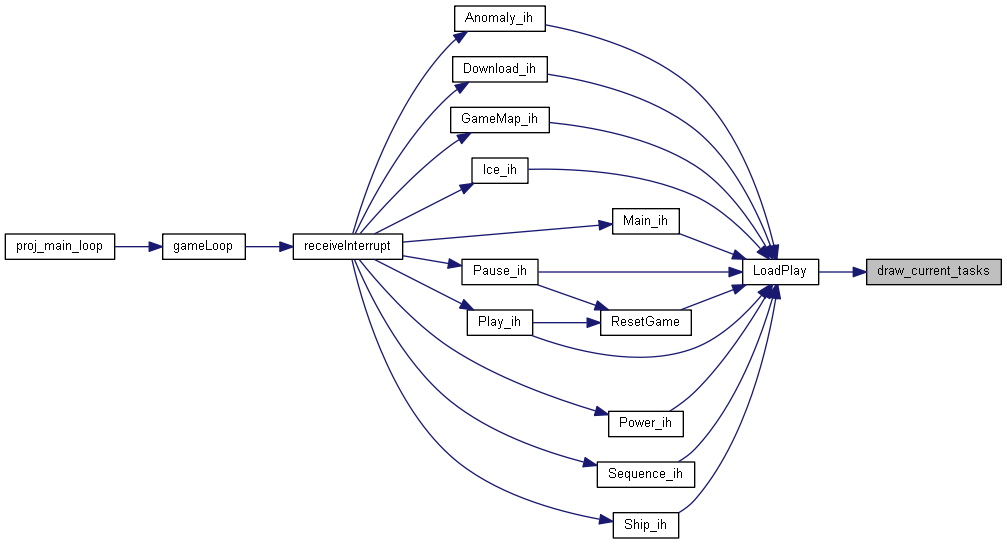 Anomaly_ih
Download_ih
GameMap_ih
Ice_ih
Main_ih
proj_main_loop
gameLoop
receiveInterrupt
Pause_ih
LoadPlay
draw_current_tasks
Play_ih
ResetGame
Power_ih
Sequence_ih
Ship_ih